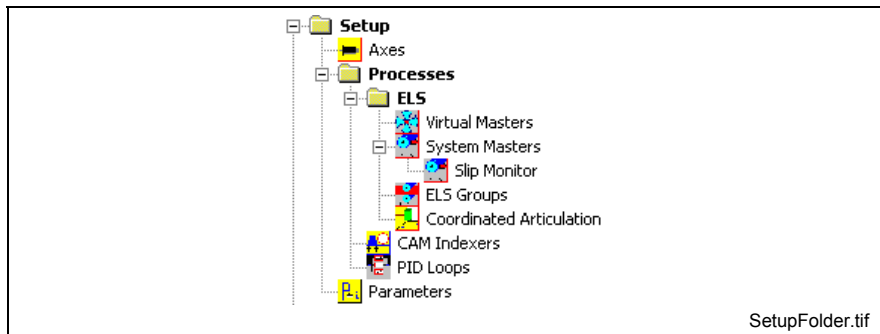 Setup
Axes
Processes
ELS
Virtual Masters
System Masters
Slip Monitor
ELS Groups
Coordinated Articulation
CAM Indexers
PID Loops
Parameters
SetupFolder.tif